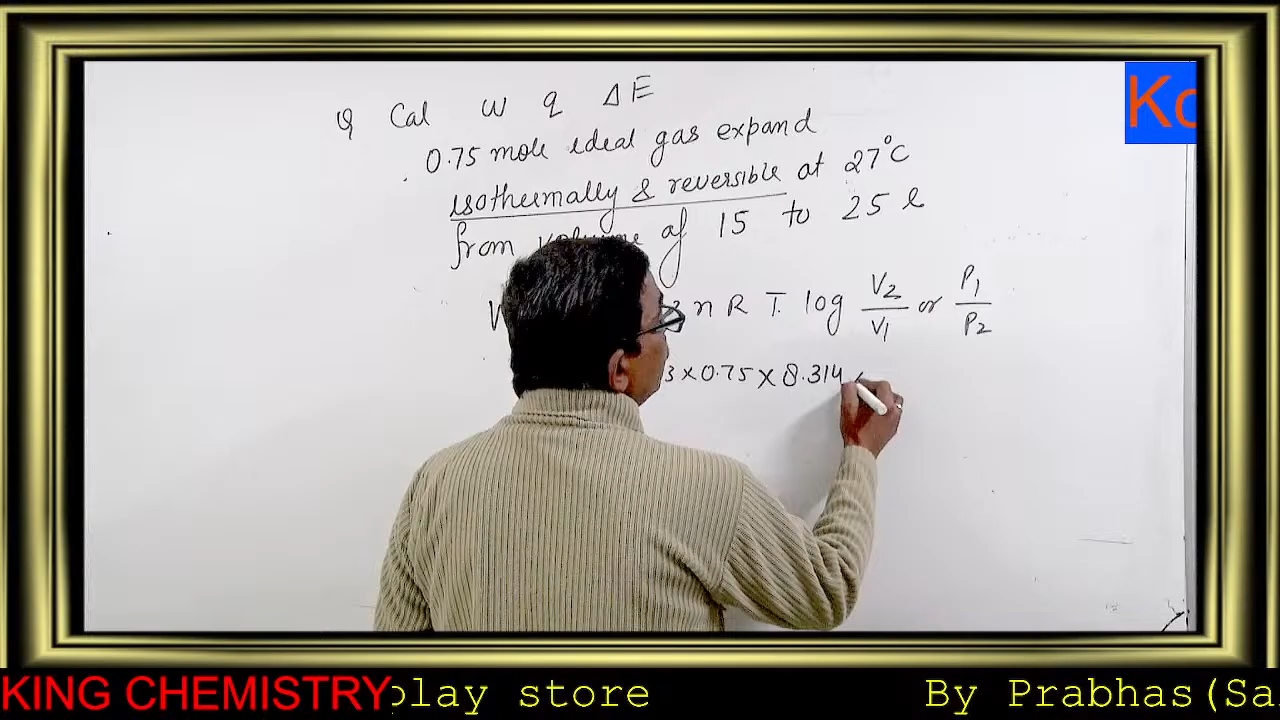 Q Cal W q ΔE
0.75 mole ideal gas expand
isothermally & reversible at 27°C
from volume of 15 to 25 l
n R T. log V2/V1 or P1/P2
3 × 0.75 × 8.314
KING CHEMISTRY play store By Prabhas(Sa